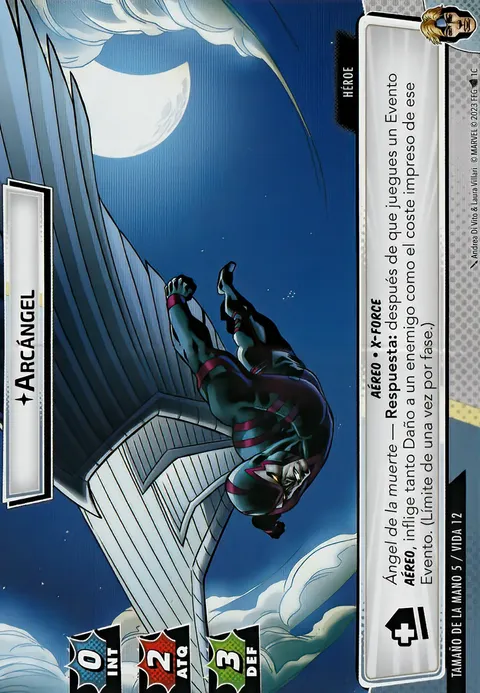 ARCÁNGEL
0
INT
2
ATQ
3
DEF
HÉROE
AÉREO • X-FORCE
Ángel de la muerte — Respuesta: después de que juegues un Evento
AÉREO, inflige tanto Daño a un enemigo como el coste impreso de ese
Evento. (Límite de una vez por fase.)
TAMAÑO DE LA MANO 5 / VIDA 12
Andrea Di Vito & Laura Villari © MARVEL © 2023 FFG 1C